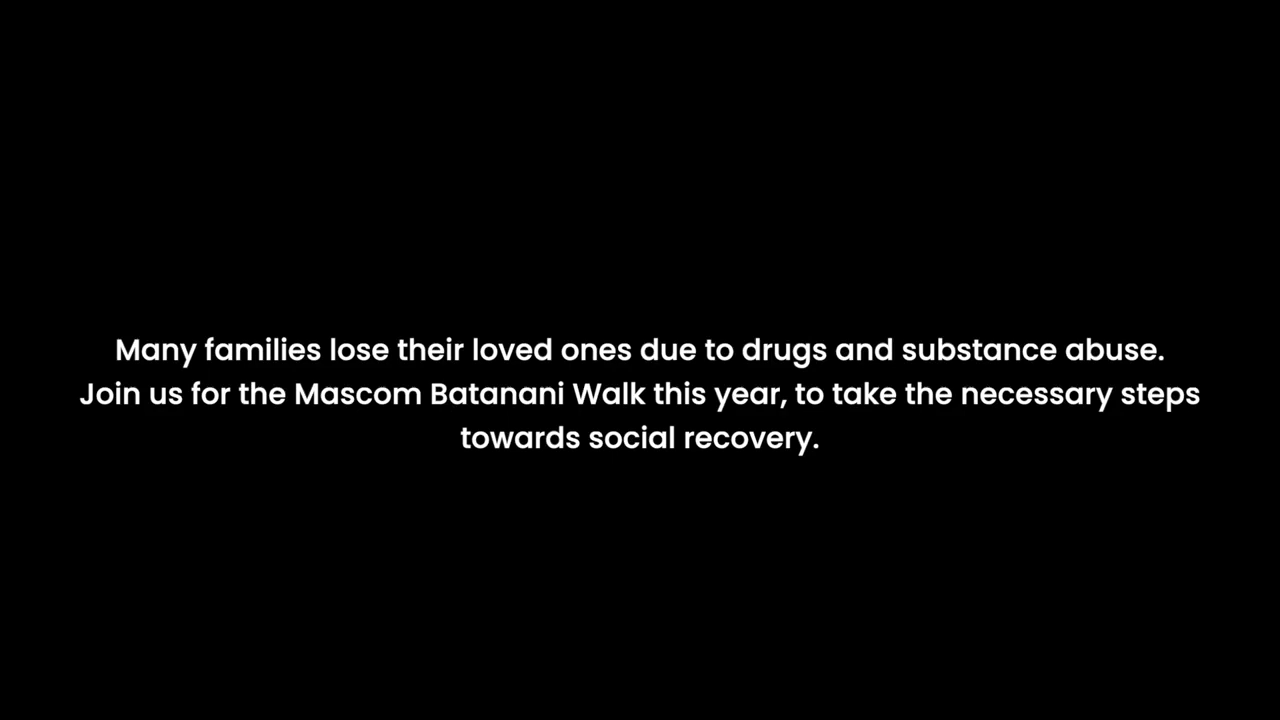 Many families lose their loved ones due to drugs and substance abuse.
Join us for the Mascom Batanani Walk this year, to take the necessary steps
towards social recovery.